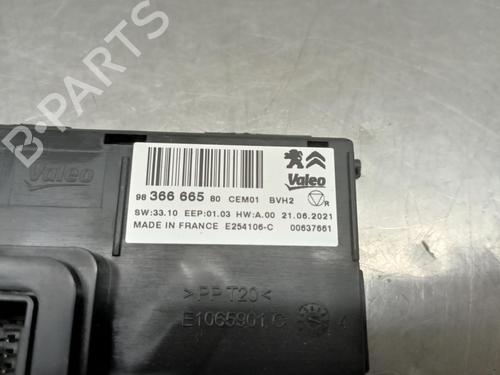 B-PARTS
Valeo
98 366 665 80 CEM01 BVH2
Valeo
R
SW:33.10 EEP:01.03 HW:A.00 21.06.2021
MADE IN FRANCE E254106-C 00637661
>PP T20<
E1065901 C
4